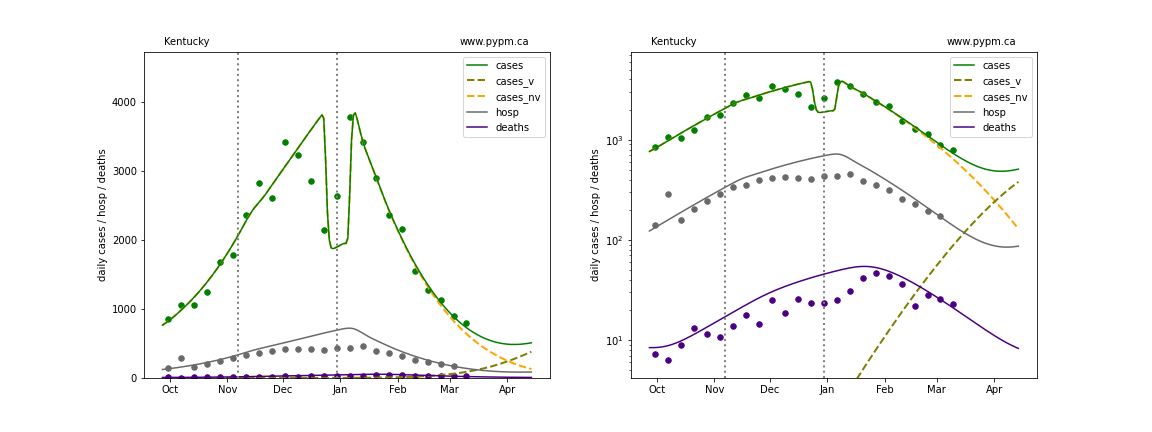 Kentucky www.pypm.ca
cases
cases_v
cases_nv
hosp
deaths
daily cases / hosp / deaths
4000
3000
2000
1000
0
Oct Nov Dec Jan Feb Mar Apr
Kentucky www.pypm.ca
cases
cases_v
cases_nv
hosp
deaths
daily cases / hosp / deaths
10³
10²
10¹
Oct Nov Dec Jan Feb Mar Apr